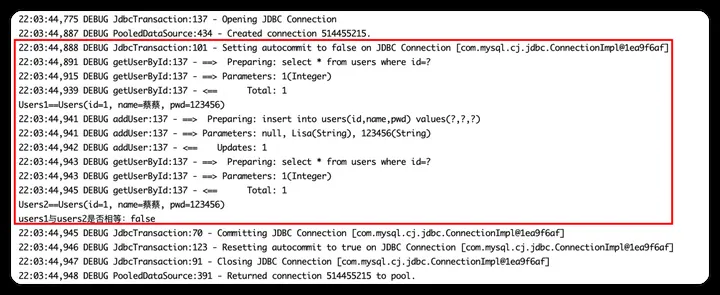 22:03:44,775 DEBUG JdbcTransaction:137 - Opening JDBC Connection
22:03:44,887 DEBUG PooledDataSource:434 - Created connection 514455215.
22:03:44,888 DEBUG JdbcTransaction:101 - Setting autocommit to false on JDBC Connection [com.mysql.cj.jdbc.ConnectionImpl@1ea9f6af]
22:03:44,891 DEBUG getUserById:137 - ==>  Preparing: select * from users where id=?
22:03:44,915 DEBUG getUserById:137 - ==> Parameters: 1(Integer)
22:03:44,939 DEBUG getUserById:137 - <==      Total: 1
Users1==Users(id=1, name=蔡蔡, pwd=123456)
22:03:44,941 DEBUG addUser:137 - ==>  Preparing: insert into users(id,name,pwd) values(?,?,?)
22:03:44,941 DEBUG addUser:137 - ==> Parameters: null, Lisa(String), 123456(String)
22:03:44,942 DEBUG addUser:137 - <==    Updates: 1
22:03:44,943 DEBUG getUserById:137 - ==>  Preparing: select * from users where id=?
22:03:44,943 DEBUG getUserById:137 - ==> Parameters: 1(Integer)
22:03:44,945 DEBUG getUserById:137 - <==      Total: 1
Users2==Users(id=1, name=蔡蔡, pwd=123456)
users1与users2是否相等：false
22:03:44,945 DEBUG JdbcTransaction:70 - Committing JDBC Connection [com.mysql.cj.jdbc.ConnectionImpl@1ea9f6af]
22:03:44,946 DEBUG JdbcTransaction:123 - Resetting autocommit to true on JDBC Connection [com.mysql.cj.jdbc.ConnectionImpl@1ea9f6af]
22:03:44,947 DEBUG JdbcTransaction:91 - Closing JDBC Connection [com.mysql.cj.jdbc.ConnectionImpl@1ea9f6af]
22:03:44,948 DEBUG PooledDataSource:391 - Returned connection 514455215 to pool.